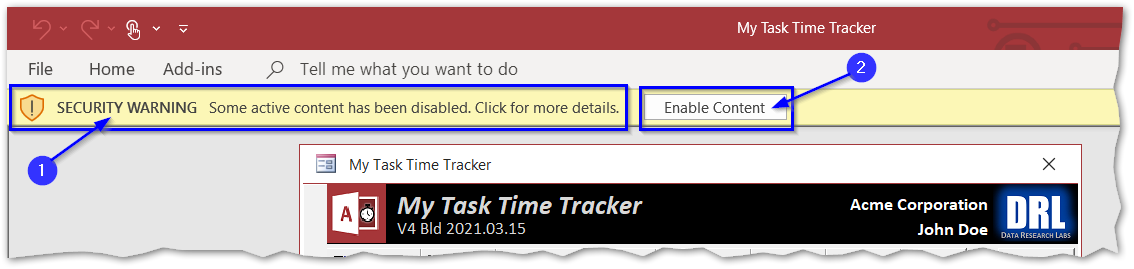 My Task Time Tracker
File Home Add-ins Tell me what you want to do
2
SECURITY WARNING Some active content has been disabled. Click for more details. Enable Content
1
My Task Time Tracker
A
My Task Time Tracker
V4 Bld 2021.03.15
Acme Corporation
John Doe
DRL
DATA RESEARCH LABS